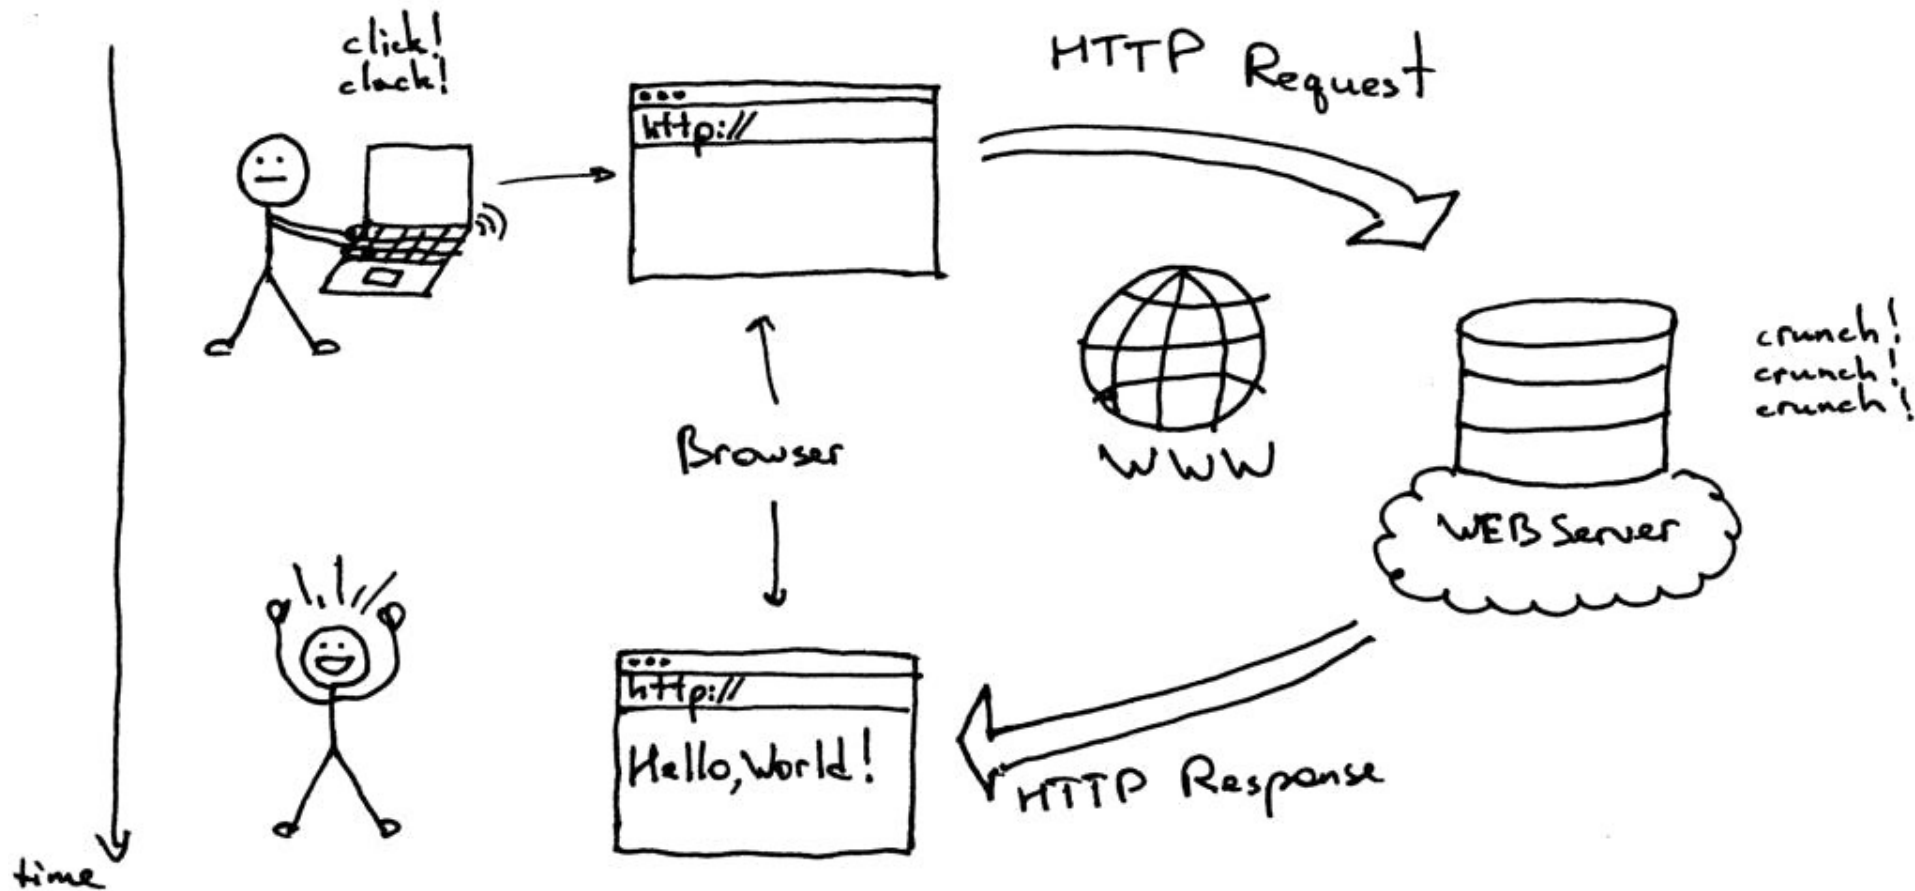 click!
clack!
HTTP Request
http://
crunch!
crunch!
crunch!
Browser
WWW
WEB Server
http://
Hello, World!
HTTP Response
time